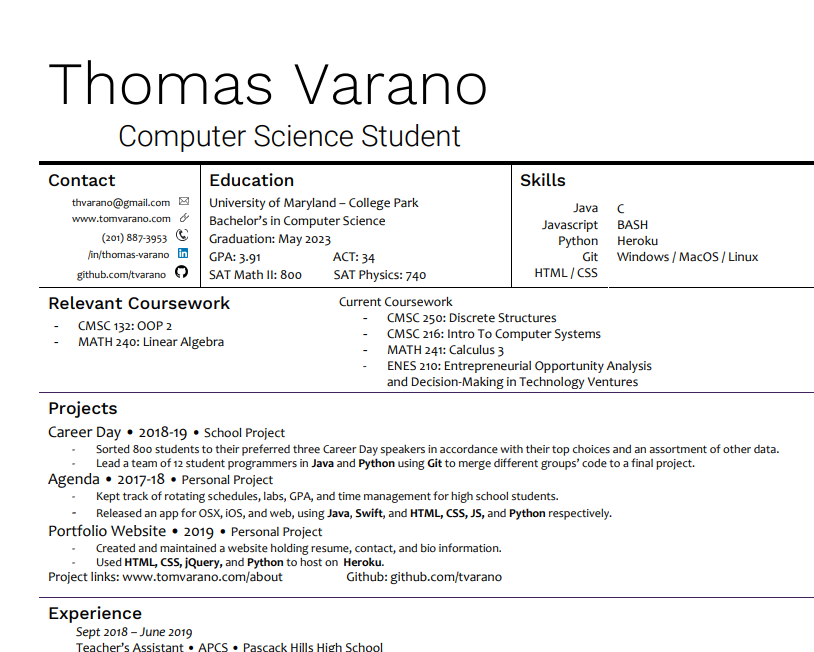 Thomas Varano
Computer Science Student
Contact
thvarano@gmail.com
www.tomvarano.com
(201) 887-3953
/in/thomas-varano
github.com/tvarano
Education
University of Maryland – College Park
Bachelor's in Computer Science
Graduation: May 2023
GPA: 3.91 ACT: 34
SAT Math II: 800 SAT Physics: 740
Skills
Java C
Javascript BASH
Python Heroku
Git Windows / MacOS / Linux
HTML / CSS
Relevant Coursework
- CMSC 132: OOP 2
- MATH 240: Linear Algebra
Current Coursework
- CMSC 250: Discrete Structures
- CMSC 216: Intro To Computer Systems
- MATH 241: Calculus 3
- ENES 210: Entrepreneurial Opportunity Analysis
and Decision-Making in Technology Ventures
Projects
Career Day • 2018-19 • School Project
- Sorted 800 students to their preferred three Career Day speakers in accordance with their top choices and an assortment of other data.
- Lead a team of 12 student programmers in Java and Python using Git to merge different groups' code to a final project.
Agenda • 2017-18 • Personal Project
- Kept track of rotating schedules, labs, GPA, and time management for high school students.
- Released an app for OSX, iOS, and web, using Java, Swift, and HTML, CSS, JS, and Python respectively.
Portfolio Website • 2019 • Personal Project
- Created and maintained a website holding resume, contact, and bio information.
- Used HTML, CSS, jQuery, and Python to host on Heroku.
Project links: www.tomvarano.com/about Github: github.com/tvarano
Experience
Sept 2018 – June 2019
Teacher's Assistant • APCS • Pascack Hills High School